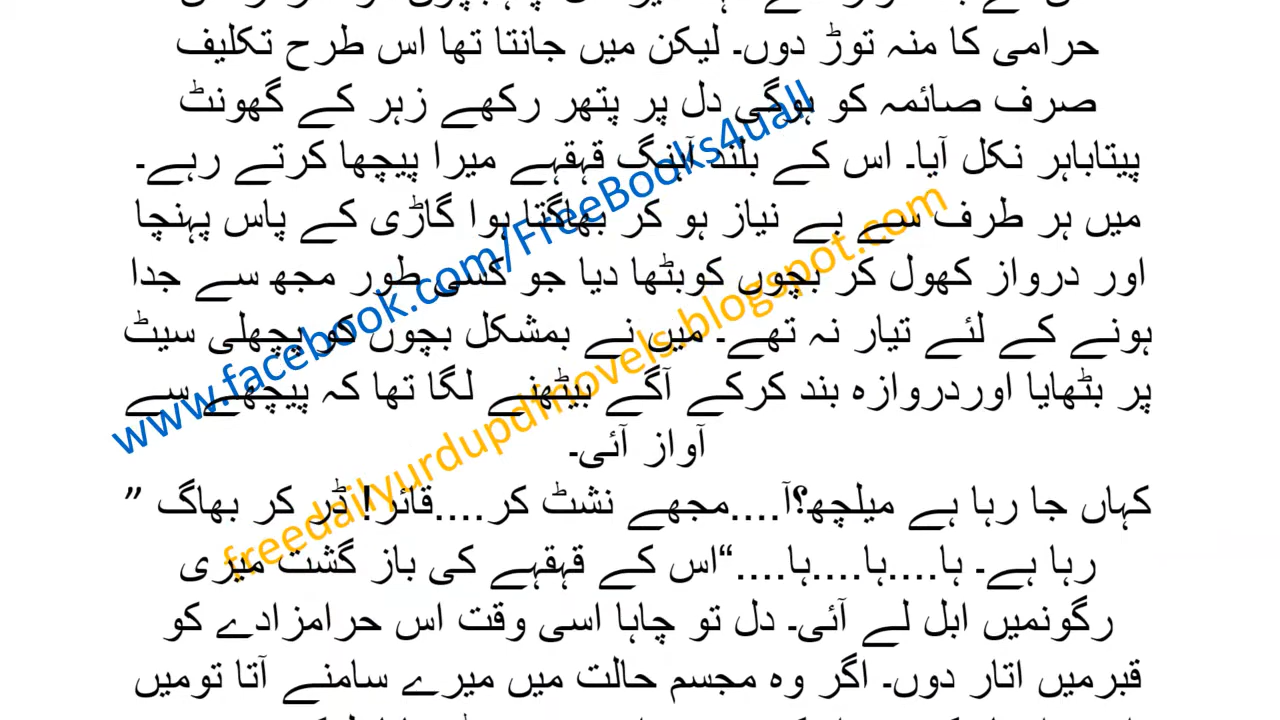 حرامی کا منہ توڑ دوں۔ لیکن میں جانتا تھا اس طرح تکلیف
صرف صائمہ کو ہوگی دل پر پتھر رکھے زہر کے گھونٹ
پیتاباہر نکل آیا۔ اس کے بلند آہنگ قہقہے میرا پیچھا کرتے رہے۔
میں ہر طرف سے بے نیاز ہو کر بھاگتا ہوا گاڑی کے پاس پہنچا
اور درواز کھول کر بچوں کوبٹھا دیا جو کسی طور مجھ سے جدا
ہونے کے لئے تیار نہ تھے۔ میں نے بمشکل بچوں کو پچھلی سیٹ
پر بٹھایا اوردروازہ بند کرکے آگے بیٹھنے لگا تھا کہ پیچھے سے
آواز آئی۔
کہاں جا رہا ہے میلچھ؟آ....مجھے نشٹ کر....قائر! ڈر کر بھاگ ”
رہا ہے۔ ہا....ہا....ہا....“اس کے قہقہے کی باز گشت میری
رگونمیں ابل لے آئی۔ دل تو چاہا اسی وقت اس حرامزادے کو
قبرمیں اتار دوں۔ اگر وہ مجسم حالت میں میرے سامنے آتا تومیں
www.facebook.com/FreeBooks4uall
freedailyurdupdfnovels.blogspot.com